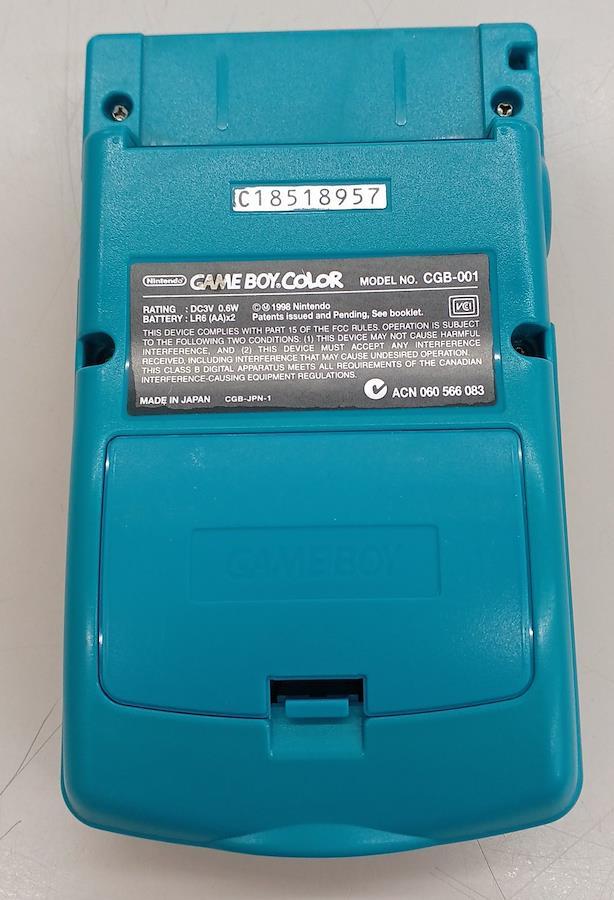 C18518957
Nintendo GAME BOY COLOR MODEL NO. CGB-001
RATING : DC3V 0.6W
BATTERY : LR6 (AA)x2
©Ⓜ 1998 Nintendo
Patents issued and Pending, See booklet.
VCI
THIS DEVICE COMPLIES WITH PART 15 OF THE FCC RULES. OPERATION IS SUBJECT
TO THE FOLLOWING TWO CONDITIONS: (1) THIS DEVICE MAY NOT CAUSE HARMFUL
INTERFERENCE, AND (2) THIS DEVICE MUST ACCEPT ANY INTERFERENCE
RECEIVED, INCLUDING INTERFERENCE THAT MAY CAUSE UNDESIRED OPERATION.
THIS CLASS B DIGITAL APPARATUS MEETS ALL REQUIREMENTS OF THE CANADIAN
INTERFERENCE-CAUSING EQUIPMENT REGULATIONS.
MADE IN JAPAN CGB-JPN-1
ACN 060 566 083
GAME BOY